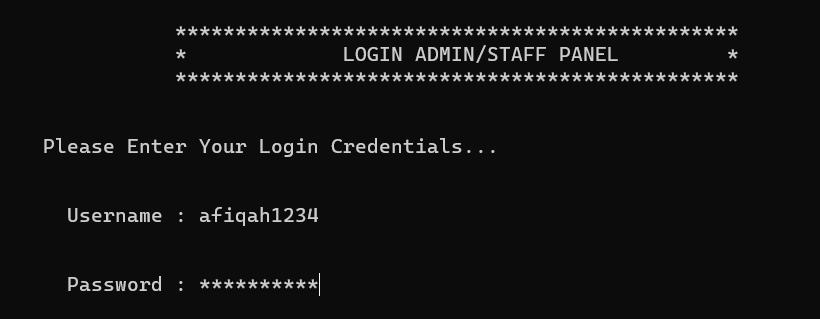 ***********************************************
*             LOGIN ADMIN/STAFF PANEL         *
***********************************************
Please Enter Your Login Credentials...
Username : afiqah1234
Password : **********